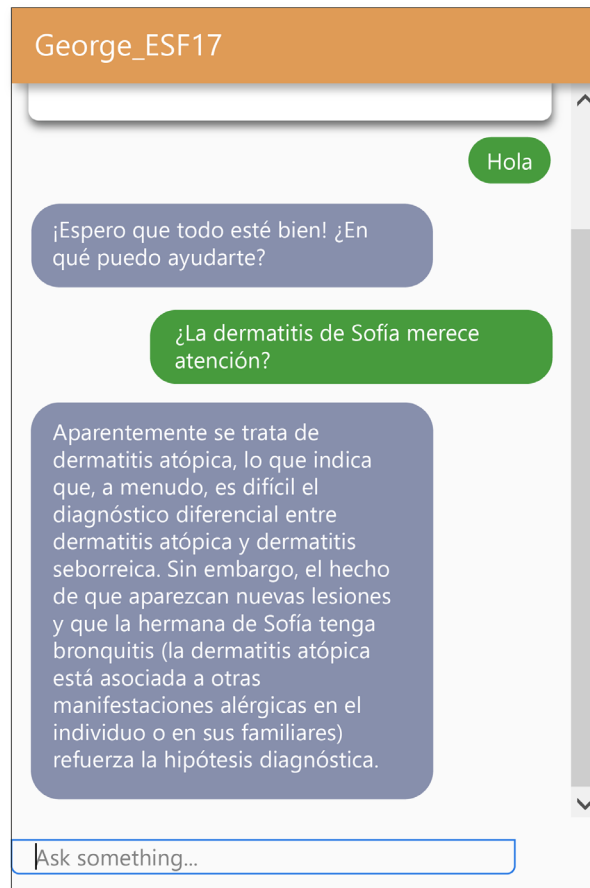 George_ESF17
Hola
¡Espero que todo esté bien! ¿En
qué puedo ayudarte?
¿La dermatitis de Sofía merece
atención?
Aparentemente se trata de
dermatitis atópica, lo que indica
que, a menudo, es difícil el
diagnóstico diferencial entre
dermatitis atópica y dermatitis
seborreica. Sin embargo, el hecho
de que aparezcan nuevas lesiones
y que la hermana de Sofía tenga
bronquitis (la dermatitis atópica
está asociada a otras
manifestaciones alérgicas en el
individuo o en sus familiares)
refuerza la hipótesis diagnóstica.
Ask something...